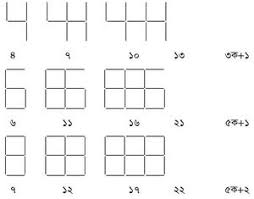 ৪ ৭ ১০ ১৩ ৩ক+১
৬ ১১ ১৬ ২১ ৫ক+১
৭ ১২ ১৭ ২২ ৫ক+২